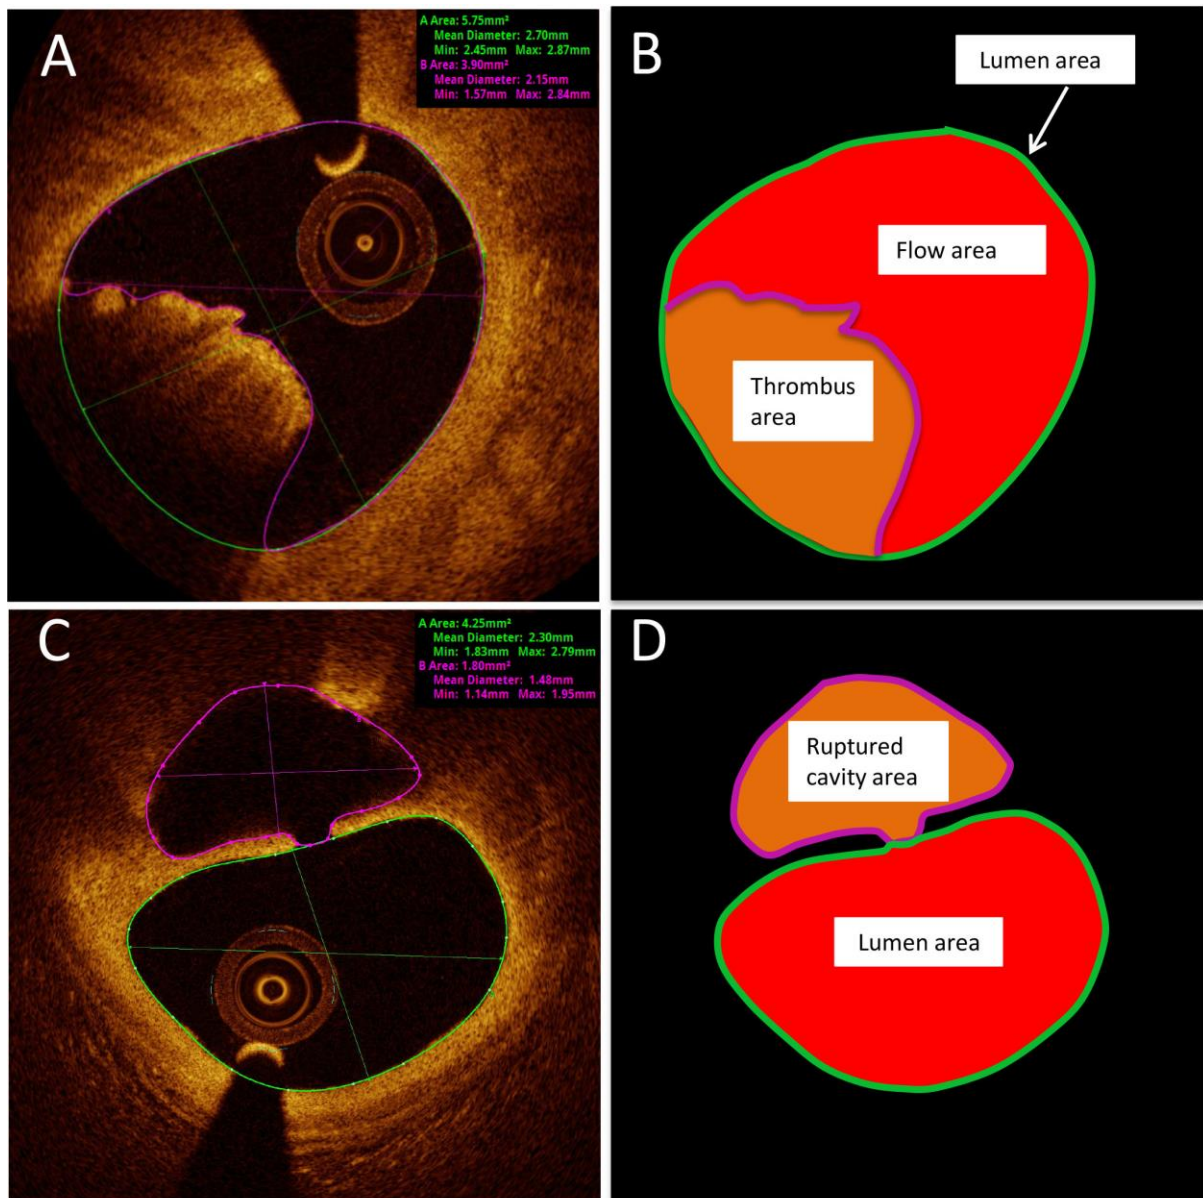 A
A Area: 5.75mm²
Mean Diameter: 2.70mm
Min: 2.45mm Max: 2.87mm
B Area: 3.90mm²
Mean Diameter: 2.15mm
Min: 1.57mm Max: 2.84mm
B
Lumen area
Flow area
Thrombus
area
C
A Area: 4.25mm²
Mean Diameter: 2.30mm
Min: 1.83mm Max: 2.79mm
B Area: 1.80mm²
Mean Diameter: 1.48mm
Min: 1.14mm Max: 1.95mm
D
Ruptured
cavity area
Lumen area